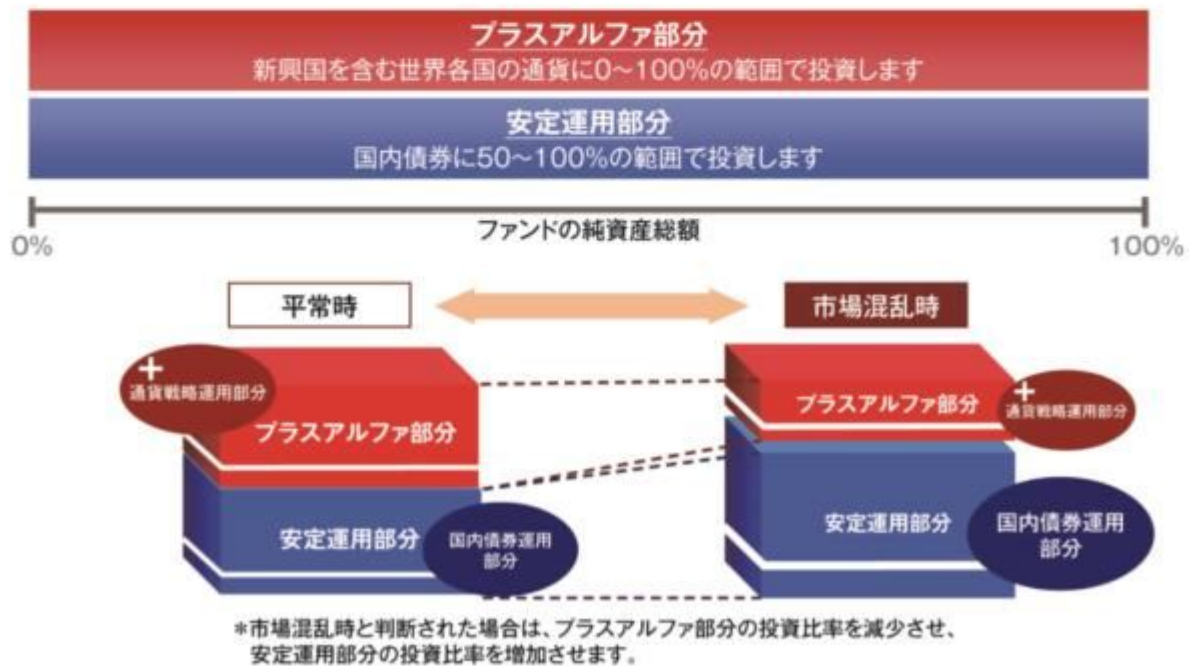 プラスアルファ部分
新興国を含む世界各国の通貨に0～100%の範囲で投資します
安定運用部分
国内債券に50～100%の範囲で投資します
ファンドの純資産総額
0%
100%
平常時
市場混乱時
+
通貨戦略運用部分
プラスアルファ部分
安定運用部分
国内債券運用
部分
プラスアルファ部分
+
通貨戦略運用部分
安定運用部分
国内債券運用
部分
＊市場混乱時と判断された場合は、プラスアルファ部分の投資比率を減少させ、
安定運用部分の投資比率を増加させます。